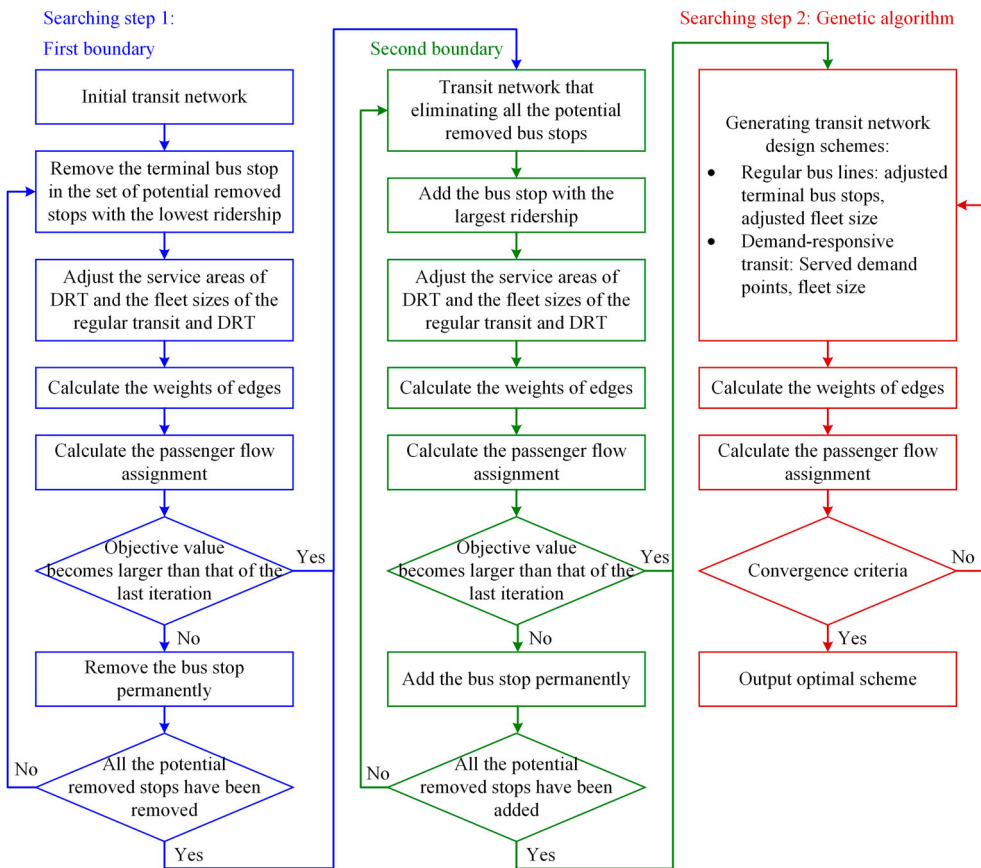 Searching step 1:
First boundary
Initial transit network
Remove the terminal bus stop
in the set of potential removed
stops with the lowest ridership
Adjust the service areas of
DRT and the fleet sizes of the
regular transit and DRT
Calculate the weights of edges
Calculate the passenger flow
assignment
Objective value
becomes larger than that of the
last iteration
Yes
No
Remove the bus stop
permanently
All the potential
removed stops have been
removed
No
Yes
Second boundary
Transit network that
eliminating all the potential
removed bus stops
Add the bus stop with the
largest ridership
Adjust the service areas of
DRT and the fleet sizes of the
regular transit and DRT
Calculate the weights of edges
Calculate the passenger flow
assignment
Objective value
becomes larger than that of the
last iteration
Yes
No
Add the bus stop permanently
All the potential
removed stops have been
added
No
Yes
Searching step 2: Genetic algorithm
Generating transit network
design schemes:
• Regular bus lines: adjusted
terminal bus stops,
adjusted fleet size
• Demand-responsive
transit: Served demand
points, fleet size
Calculate the weights of edges
Calculate the passenger flow
assignment
Convergence criteria
No
Yes
Output optimal scheme